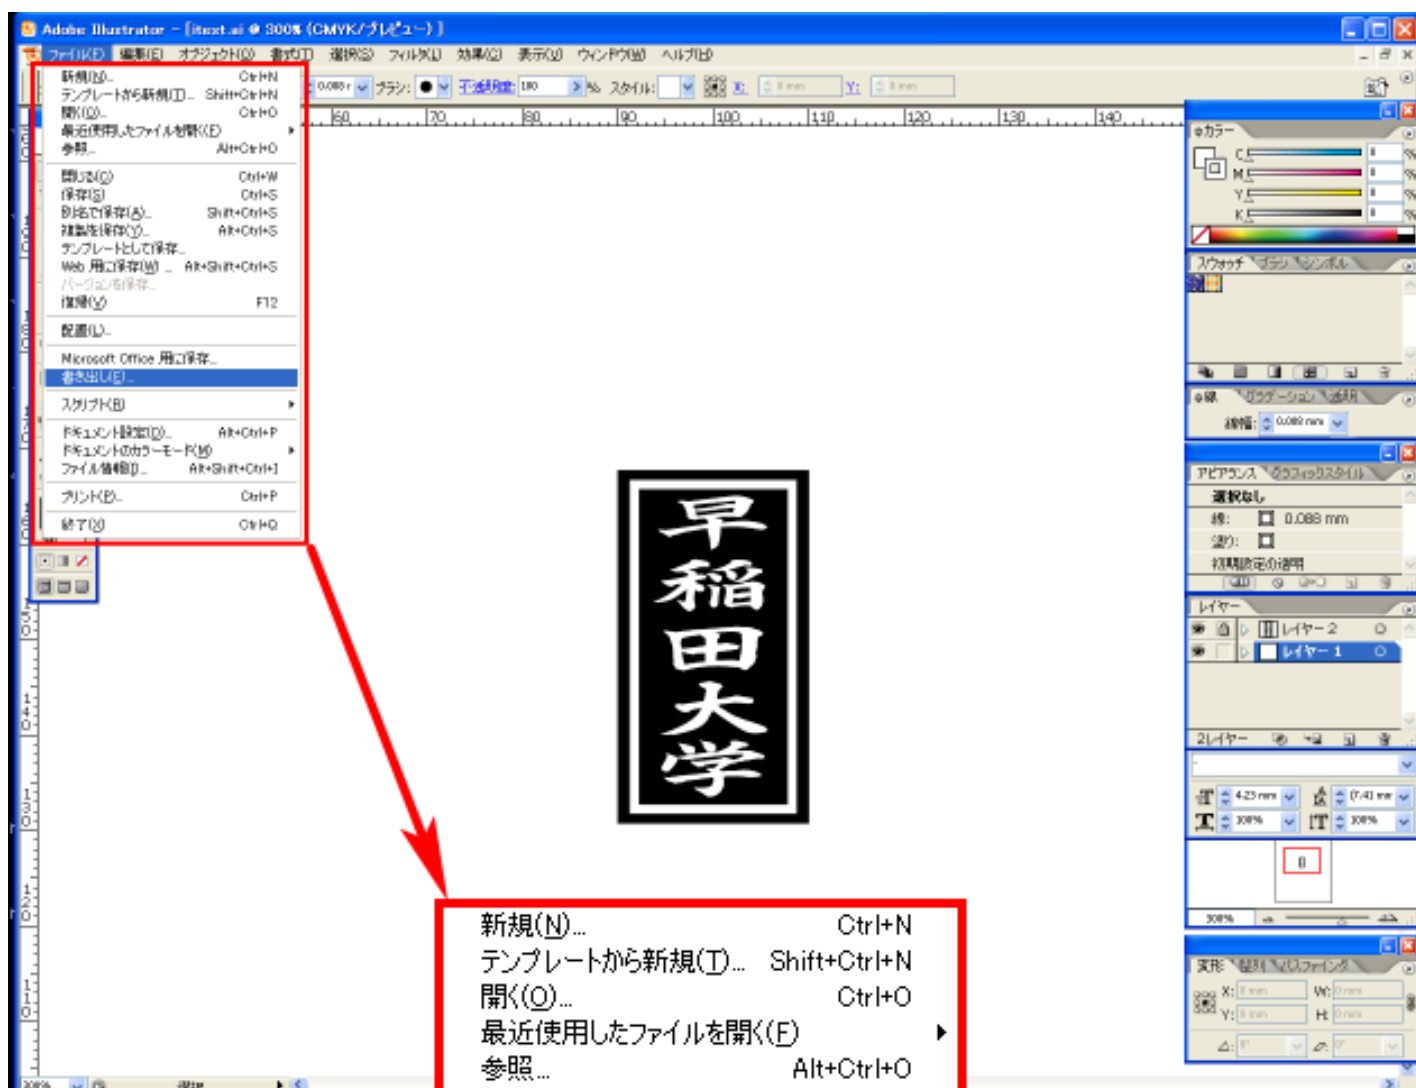 Adobe Illustrator - [itext.ai @ 300% (CMYK/プレビュー)]
ファイル(F) 編集(E) オブジェクト(O) 書式(T) 選択(S) フィルタ(L) 効果(C) 表示(V) ウィンドウ(W) ヘルプ(H)
ブラシ: 不透明度: 100 % スタイル: X: 0 mm Y: 0 mm
新規(N)... Ctrl+N
テンプレートから新規(T)... Shift+Ctrl+N
開く(O)... Ctrl+O
最近使用したファイルを開く(F)
参照... Alt+Ctrl+O
閉じる(C) Ctrl+W
保存(S) Ctrl+S
別名で保存(A)... Shift+Ctrl+S
複製を保存(Y)... Alt+Ctrl+S
テンプレートとして保存...
Web 用に保存(W) ... Alt+Shift+Ctrl+S
バージョンを保存...
復帰(V) F12
配置(L)...
Microsoft Office 用に保存...
書き出し(E)...
スクリプト(R)
ドキュメント設定(D)... Alt+Ctrl+P
ドキュメントのカラーモード(M)
ファイル情報(I)... Alt+Shift+Ctrl+I
プリント(P)... Ctrl+P
終了(X) Ctrl+Q
60 70 80 90 100 110 120 130 140
早稲田大学
カラー
C
M
Y
K
スウォッチ ブラシ シンボル
線 グラデーション 透明
線幅: 0.088 mm
アピアランス グラフィックスタイル
選択なし
線: 0.088 mm
塗り:
初期設定の透明
レイヤー
レイヤー 2
レイヤー 1
2レイヤー
4.23 mm (7.41 mm
100% 100%
300%
変形 整列 パスファインダ
X: 0 mm W: 0 mm
Y: 0 mm H: 0 mm
新規(N)... Ctrl+N
テンプレートから新規(T)... Shift+Ctrl+N
開く(O)... Ctrl+O
最近使用したファイルを開く(F)
参照... Alt+Ctrl+O
300%